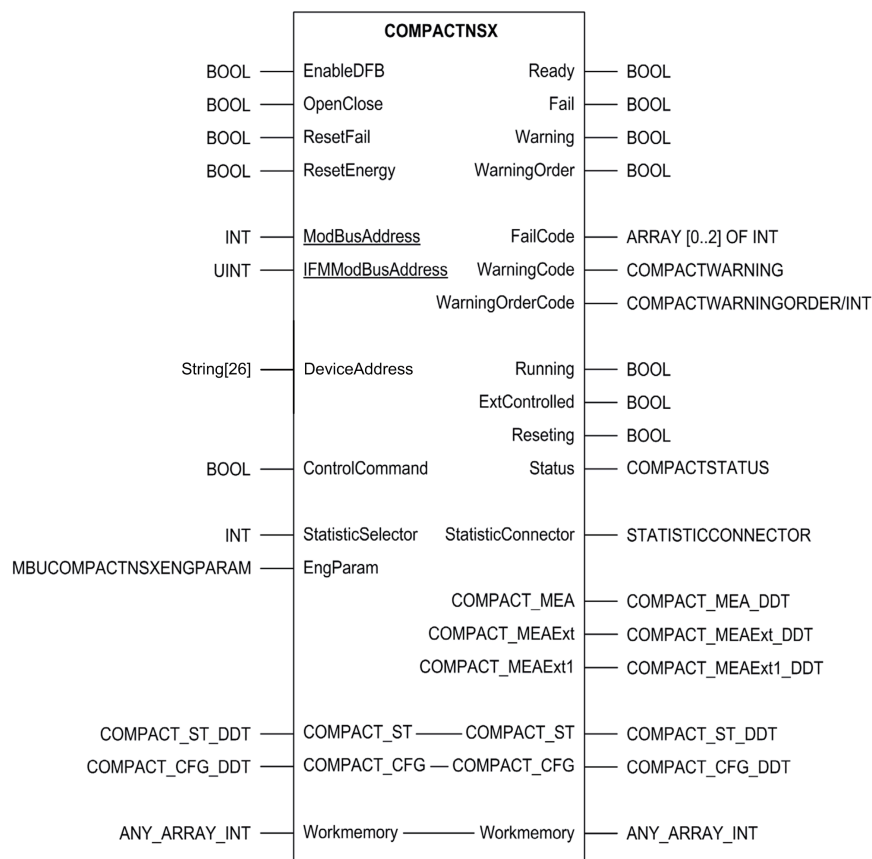 COMPACTNSX
BOOL EnableDFB Ready BOOL
BOOL OpenClose Fail BOOL
BOOL ResetFail Warning BOOL
BOOL ResetEnergy WarningOrder BOOL
INT ModBusAddress FailCode ARRAY [0..2] OF INT
UINT IFMModBusAddress WarningCode COMPACTWARNING
WarningOrderCode COMPACTWARNINGORDER/INT
String[26] DeviceAddress Running BOOL
ExtControlled BOOL
Reseting BOOL
BOOL ControlCommand Status COMPACTSTATUS
INT StatisticSelector StatisticConnector STATISTICCONNECTOR
MBUCOMPACTNSXENGPARAM EngParam
COMPACT_MEA COMPACT_MEA_DDT
COMPACT_MEAExt COMPACT_MEAExt_DDT
COMPACT_MEAExt1 COMPACT_MEAExt1_DDT
COMPACT_ST_DDT COMPACT_ST COMPACT_ST COMPACT_ST_DDT
COMPACT_CFG_DDT COMPACT_CFG COMPACT_CFG COMPACT_CFG_DDT
ANY_ARRAY_INT Workmemory Workmemory ANY_ARRAY_INT